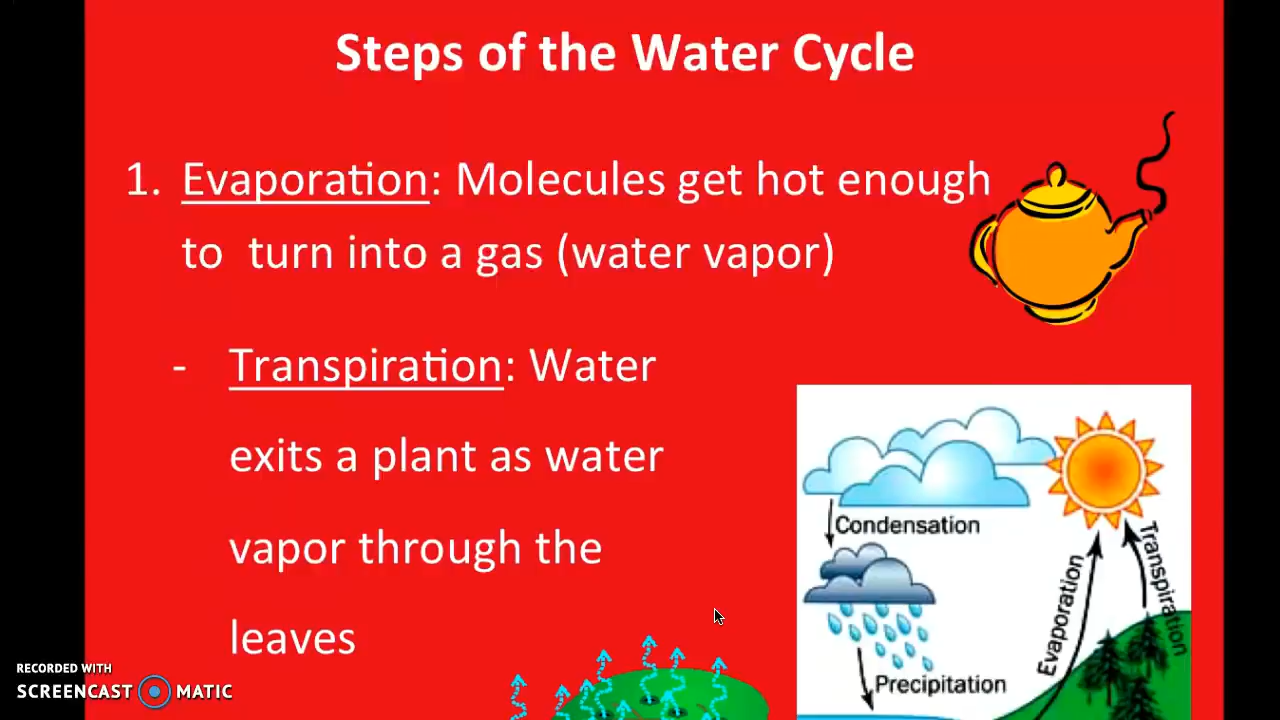 Steps of the Water Cycle
1. Evaporation: Molecules get hot enough
to turn into a gas (water vapor)
- Transpiration: Water
exits a plant as water
vapor through the
leaves
Condensation
Evaporation
Transpiration
Precipitation
RECORDED WITH
SCREENCAST MATIC